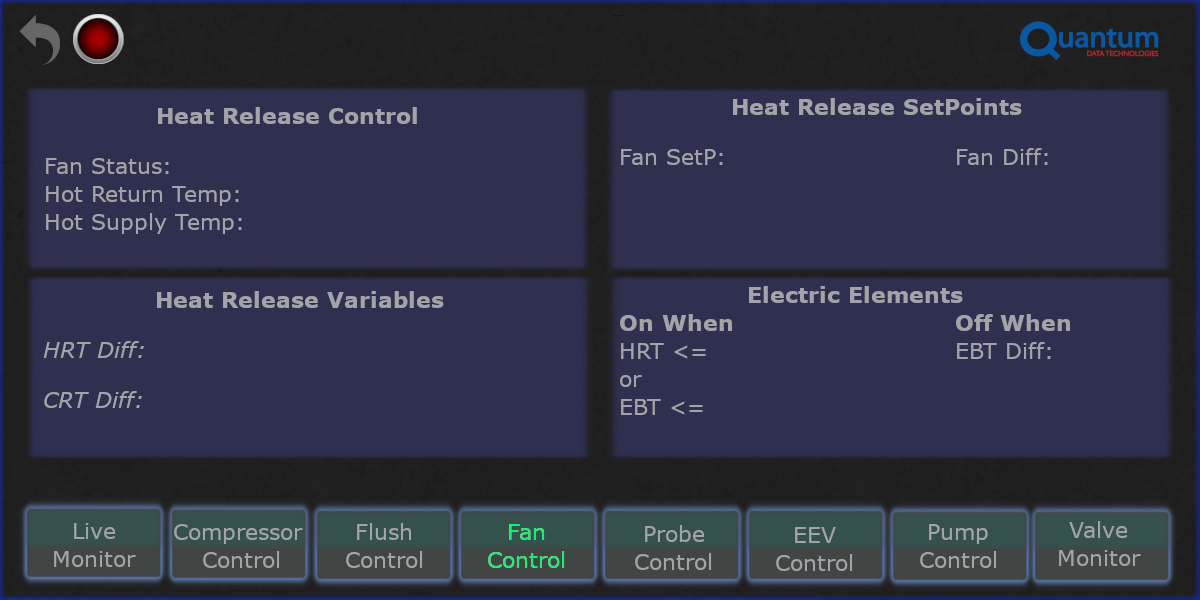 Quantum
DATA TECHNOLOGIES
Heat Release Control
Fan Status:
Hot Return Temp:
Hot Supply Temp:
Heat Release SetPoints
Fan SetP: Fan Diff:
Heat Release Variables
HRT Diff:
CRT Diff:
Electric Elements
On When Off When
HRT <= EBT Diff:
or
EBT <=
Live
Monitor
Compressor
Control
Flush
Control
Fan
Control
Probe
Control
EEV
Control
Pump
Control
Valve
Monitor